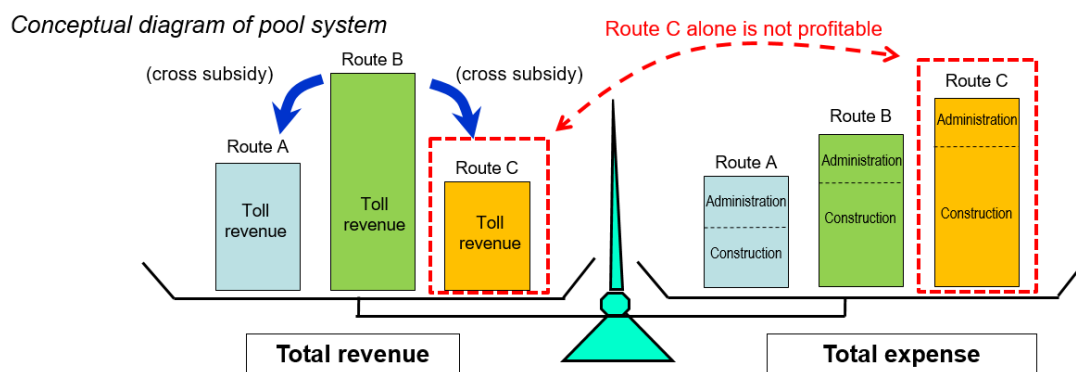 Conceptual diagram of pool system
Route C alone is not profitable
(cross subsidy)
Route B
(cross subsidy)
Route A
Route C
Toll
revenue
Toll
revenue
Toll
revenue
Route A
Administration
Construction
Route B
Administration
Construction
Route C
Administration
Construction
Total revenue
Total expense